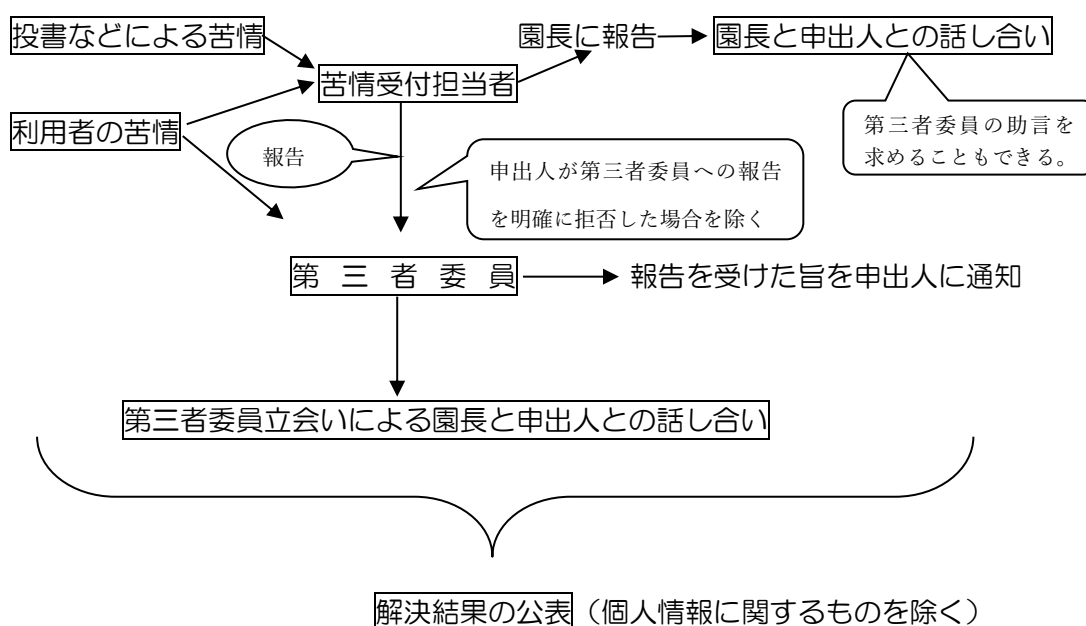 投書などによる苦情
園長に報告
園長と申出人との話し合い
苦情受付担当者
利用者の苦情
第三者委員の助言を
求めることもできる。
報告
申出人が第三者委員への報告
を明確に拒否した場合を除く
第三者委員
報告を受けた旨を申出人に通知
第三者委員立会いによる園長と申出人との話し合い
解決結果の公表（個人情報に関するものを除く）